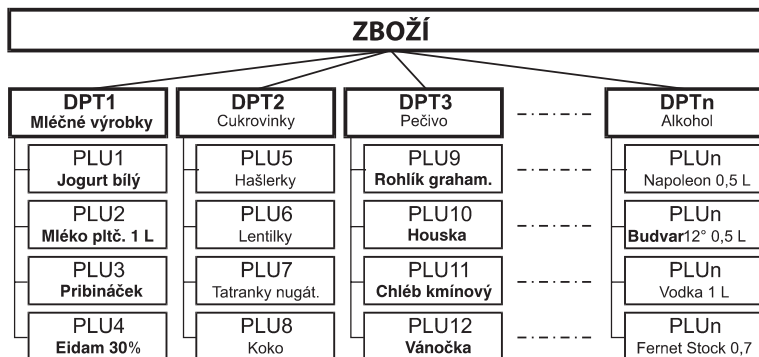 ZBOŽÍ
DPT1
Mléčné výrobky
PLU1
Jogurt bílý
PLU2
Mléko pltč. 1 L
PLU3
Pribináček
PLU4
Eidam 30%
DPT2
Cukrovinky
PLU5
Hašlerky
PLU6
Lentilky
PLU7
Tatranky nugát.
PLU8
Koko
DPT3
Pečivo
PLU9
Rohlík graham.
PLU10
Houska
PLU11
Chléb kmínový
PLU12
Vánočka
DPTn
Alkohol
PLUn
Napoleon 0,5 L
PLUn
Budvar12° 0,5 L
PLUn
Vodka 1 L
PLUn
Fernet Stock 0,7